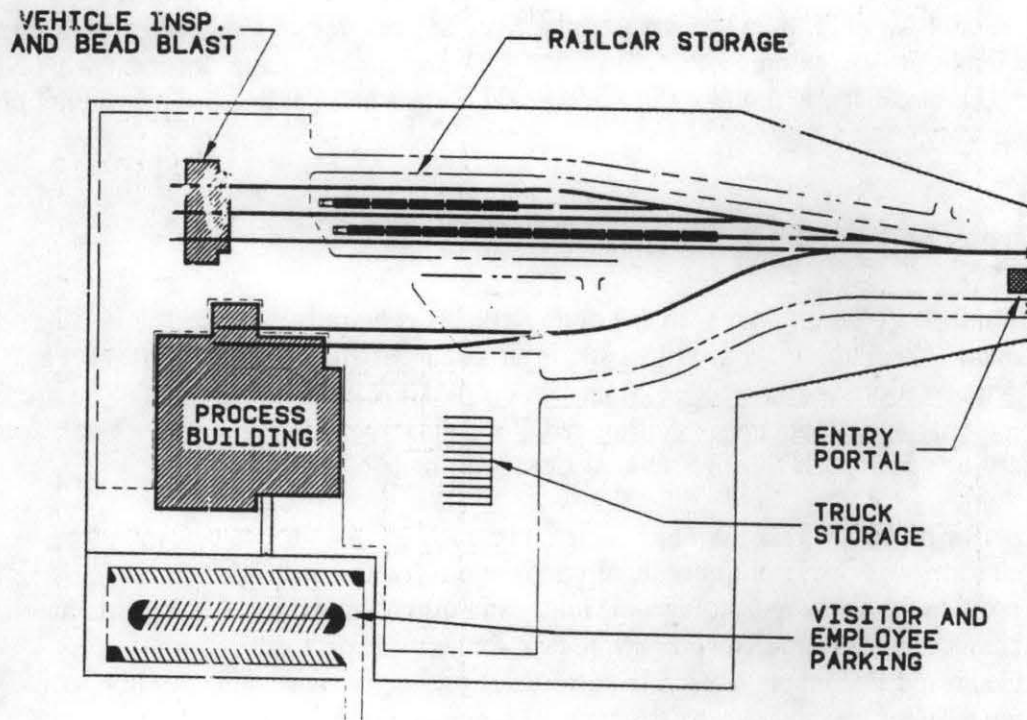 VEHICLE INSP.
AND BEAD BLAST
RAILCAR STORAGE
PROCESS
BUILDING
ENTRY
PORTAL
TRUCK
STORAGE
VISITOR AND
EMPLOYEE
PARKING